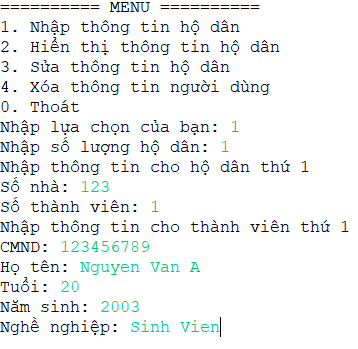 ========== MENU ==========
1. Nhập thông tin hộ dân
2. Hiển thị thông tin hộ dân
3. Sửa thông tin hộ dân
4. Xóa thông tin người dùng
0. Thoát
Nhập lựa chọn của bạn: 1
Nhập số lượng hộ dân: 1
Nhập thông tin cho hộ dân thứ 1
Số nhà: 123
Số thành viên: 1
Nhập thông tin cho thành viên thứ 1
CMND: 123456789
Họ tên: Nguyen Van A
Tuổi: 20
Năm sinh: 2003
Nghề nghiệp: Sinh Vien